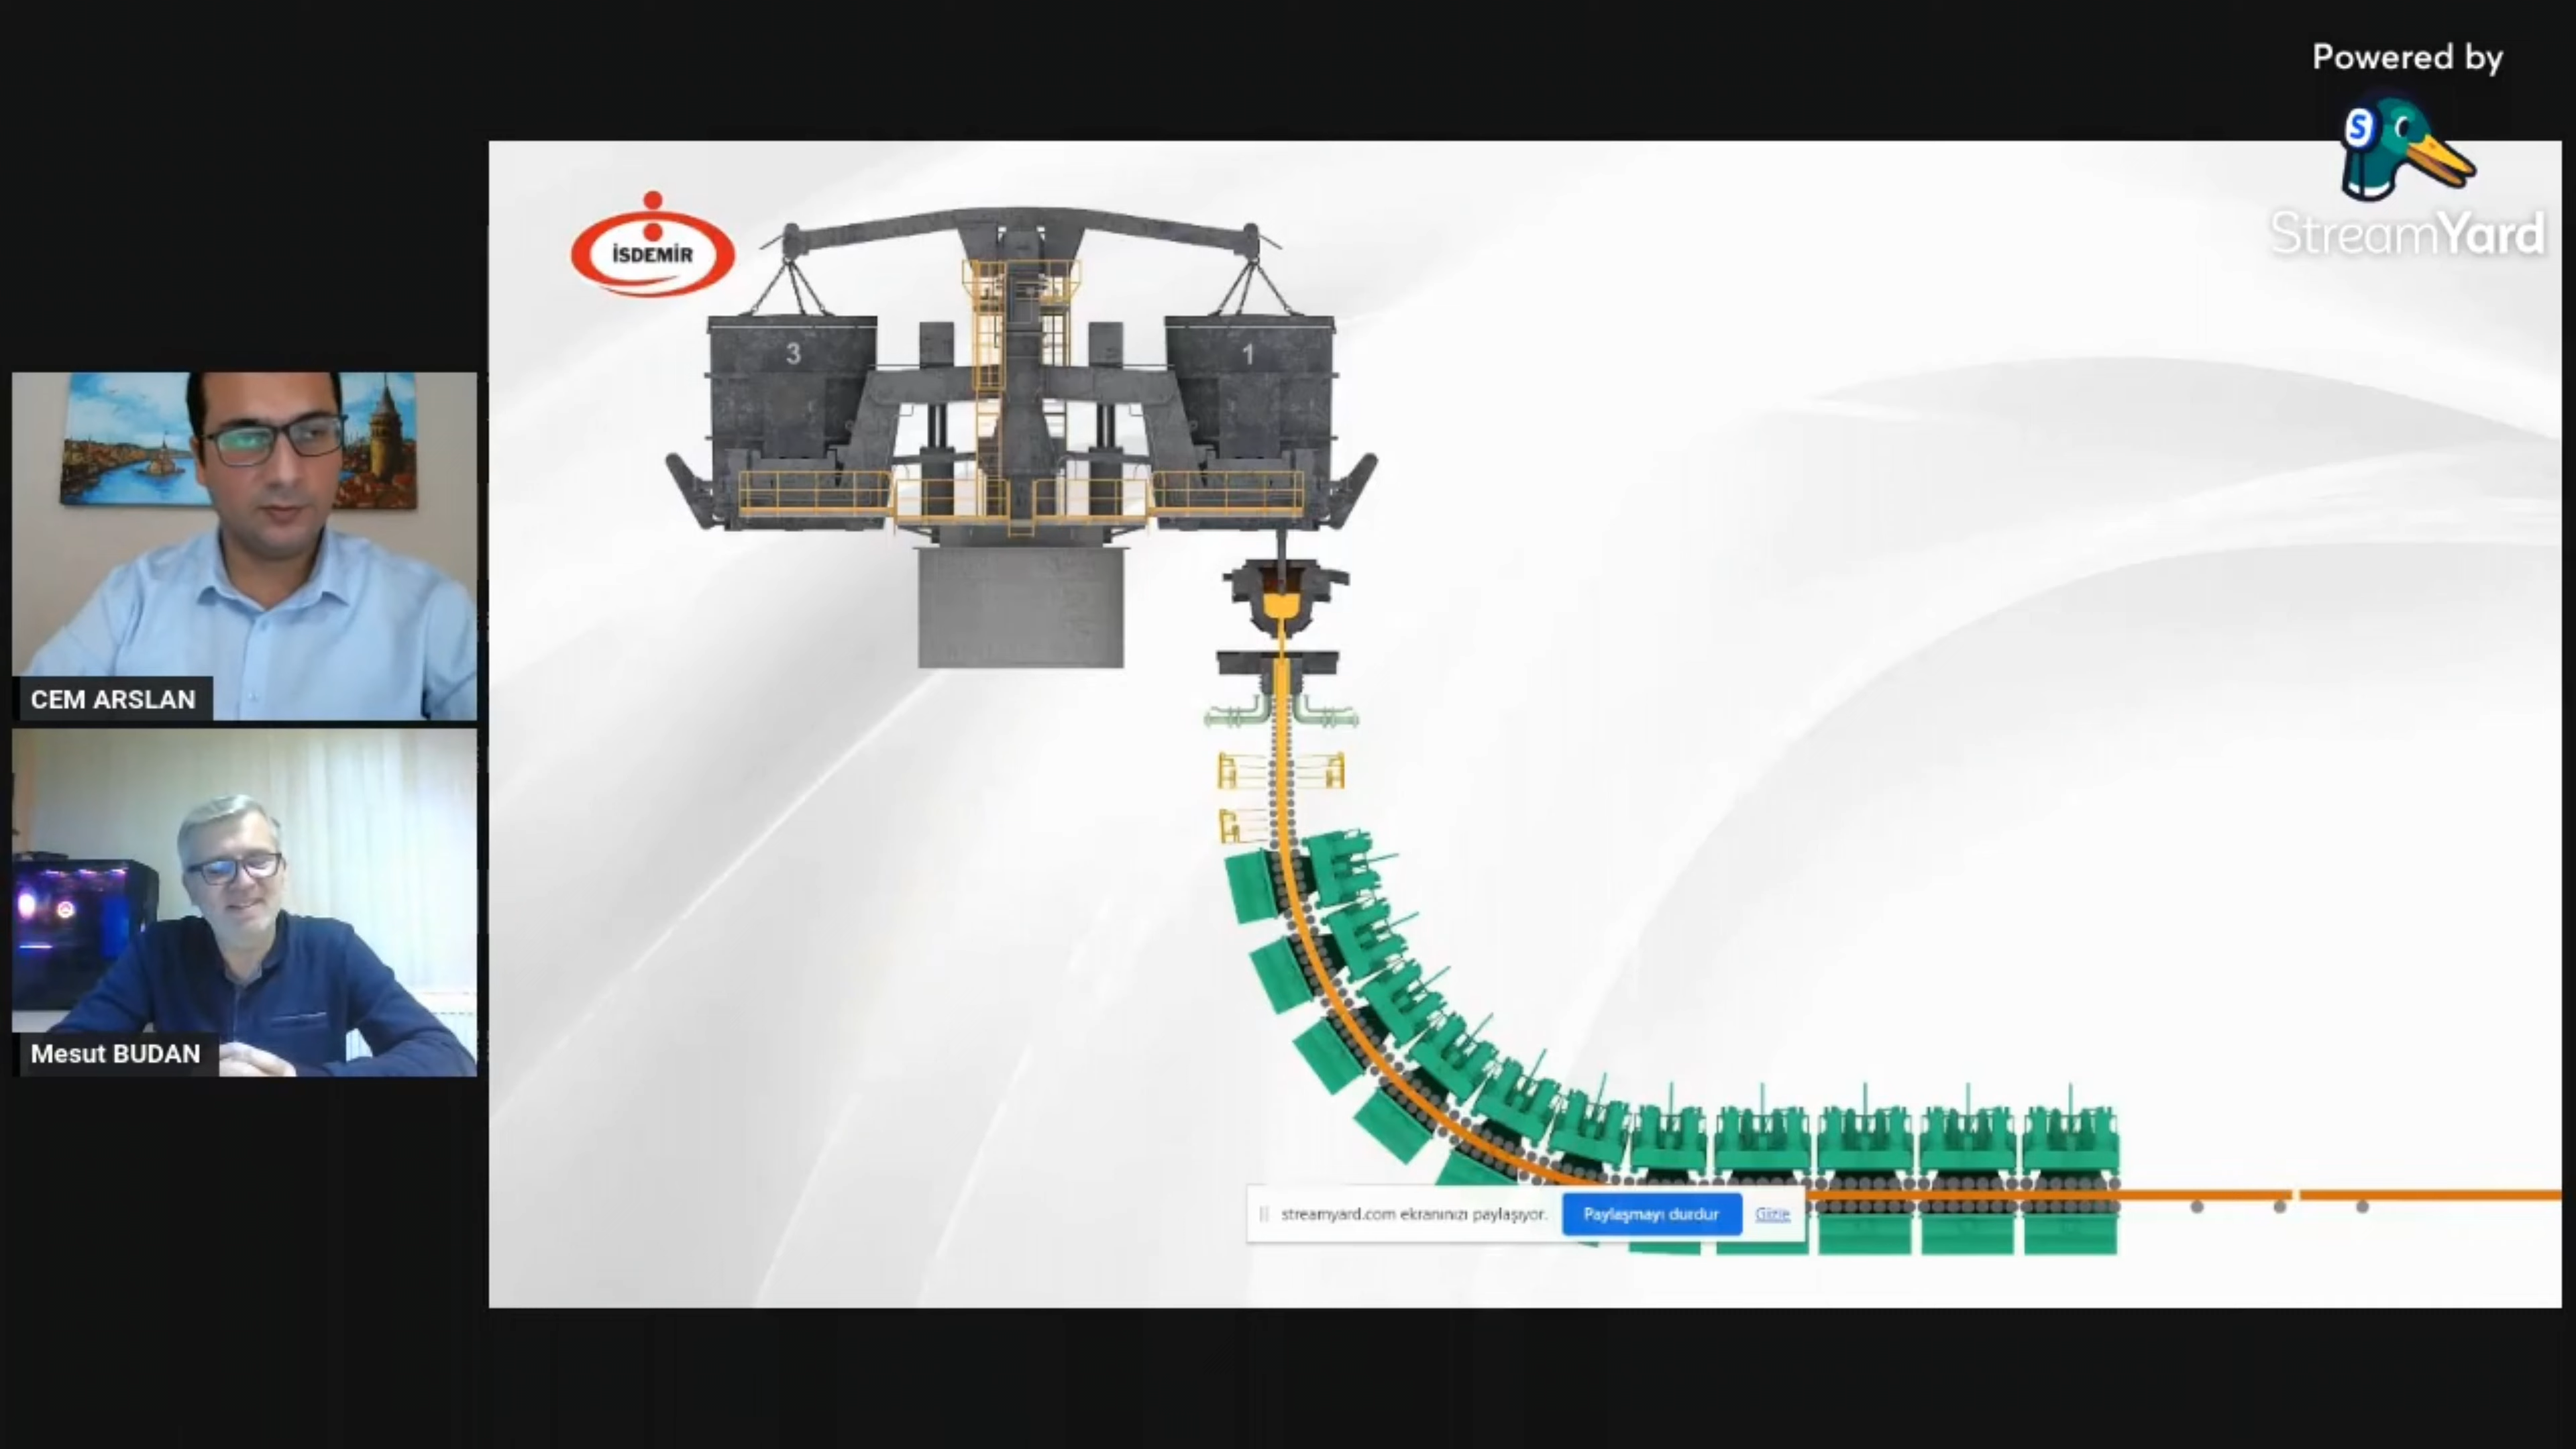 Powered by
S
StreamYard
İSDEMİR
3
1
CEM ARSLAN
Mesut BUDAN
streamyard.com ekranınızı paylaşıyor.
Paylaşmayı durdur
Gizle